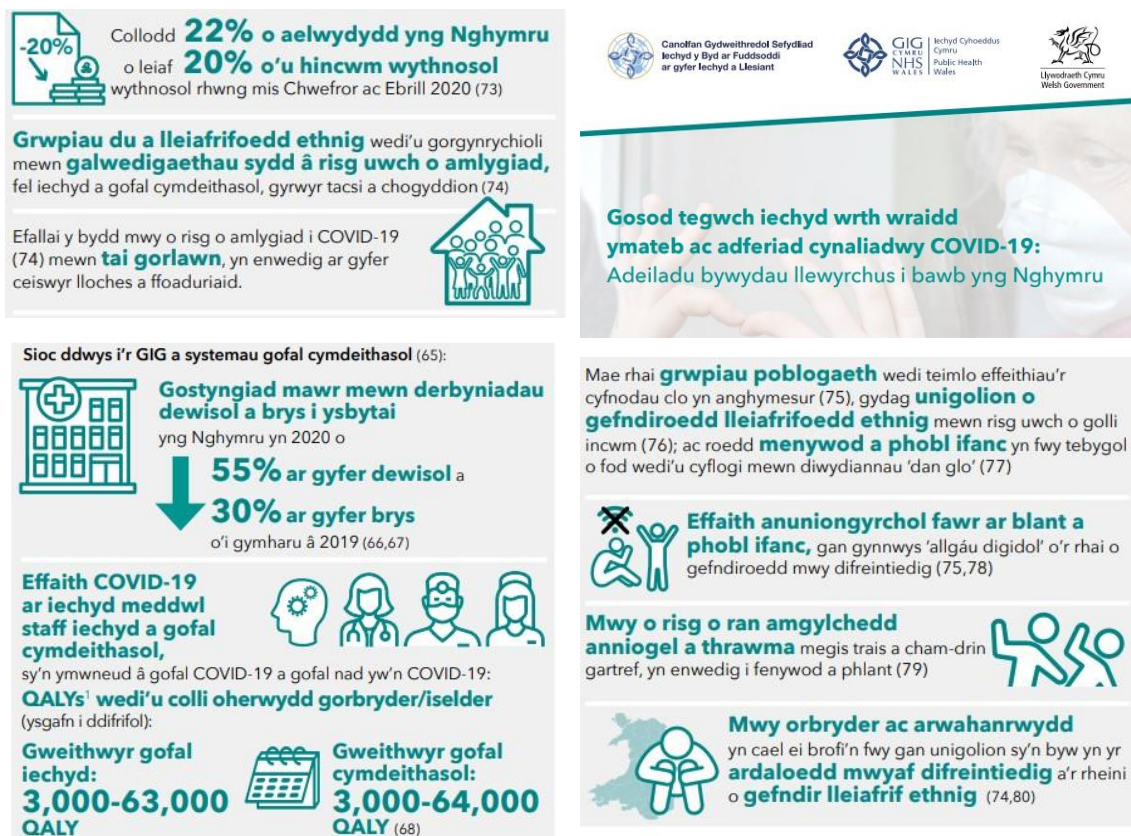 -20%
Collodd 22% o aelwydydd yng Nghymru
o leiaf 20% o'u hincwm wythnosol
wythnosol rhwng mis Chwefror ac Ebrill 2020 (73)
Grwpiau du a lleiafrifoedd ethnig wedi'u gorgynrychioli
mewn galwedigaethau sydd â risg uwch o amlygiad,
fel iechyd a gofal cymdeithasol, gyrwyr tacsi a chogyddion (74)
Efallai y bydd mwy o risg o amlygiad i COVID-19
(74) mewn tai gorlawn, yn enwedig ar gyfer
ceiswyr lloches a ffoaduriaid.
Canolfan Gydweithredol Sefydliad
Iechyd y Byd ar Fuddsoddi
ar gyfer Iechyd a Llesiant
GIG
CYMRU
NHS
WALES
Iechyd Cyhoeddus
Cymru
Public Health
Wales
Llywodraeth Cymru
Welsh Government
Gosod tegwch iechyd wrth wraidd
ymateb ac adferiad cynaliadwy COVID-19:
Adeiladu bywydau llewyrchus i bawb yng Nghymru
Sioc ddwys i'r GIG a systemau gofal cymdeithasol (65):
Gostyngiad mawr mewn derbyniadau
dewisol a brys i ysbytai
yng Nghymru yn 2020 o
55% ar gyfer dewisol a
30% ar gyfer brys
o'i gymharu â 2019 (66,67)
Effaith COVID-19
ar iechyd meddwl
staff iechyd a gofal
cymdeithasol,
sy'n ymwneud â gofal COVID-19 a gofal nad yw'n COVID-19:
QALYs¹ wedi'u colli oherwydd gorbryder/iselder
(ysgafn i ddifrifol):
Gweithwyr gofal
iechyd:
3,000-63,000
QALY
Gweithwyr gofal
cymdeithasol:
3,000-64,000
QALY (68)
Mae rhai grwpiau poblogaeth wedi teimlo effeithiau'r
cyfnodau clo yn anghymesur (75), gydag unigolion o
gefndiroedd lleiafrifoedd ethnig mewn risg uwch o golli
incwm (76); ac roedd menywod a phobl ifanc yn fwy tebygol
o fod wedi'u cyflogi mewn diwydiannau 'dan glo' (77)
Effaith anuniongyrchol fawr ar blant a
phobl ifanc, gan gynnwys 'allgáu digidol' o'r rhai o
gefndiroedd mwy difreintiedig (75,78)
Mwy o risg o ran amgylchedd
anniogel a thrawma megis trais a cham-drin
gartref, yn enwedig i fenywod a phlant (79)
Mwy orbryder ac arwahanrwydd
yn cael ei brofi'n fwy gan unigolion sy'n byw yn yr
ardaloedd mwyaf difreintiedig a'r rheini
o gefndir lleiafrif ethnig (74,80)